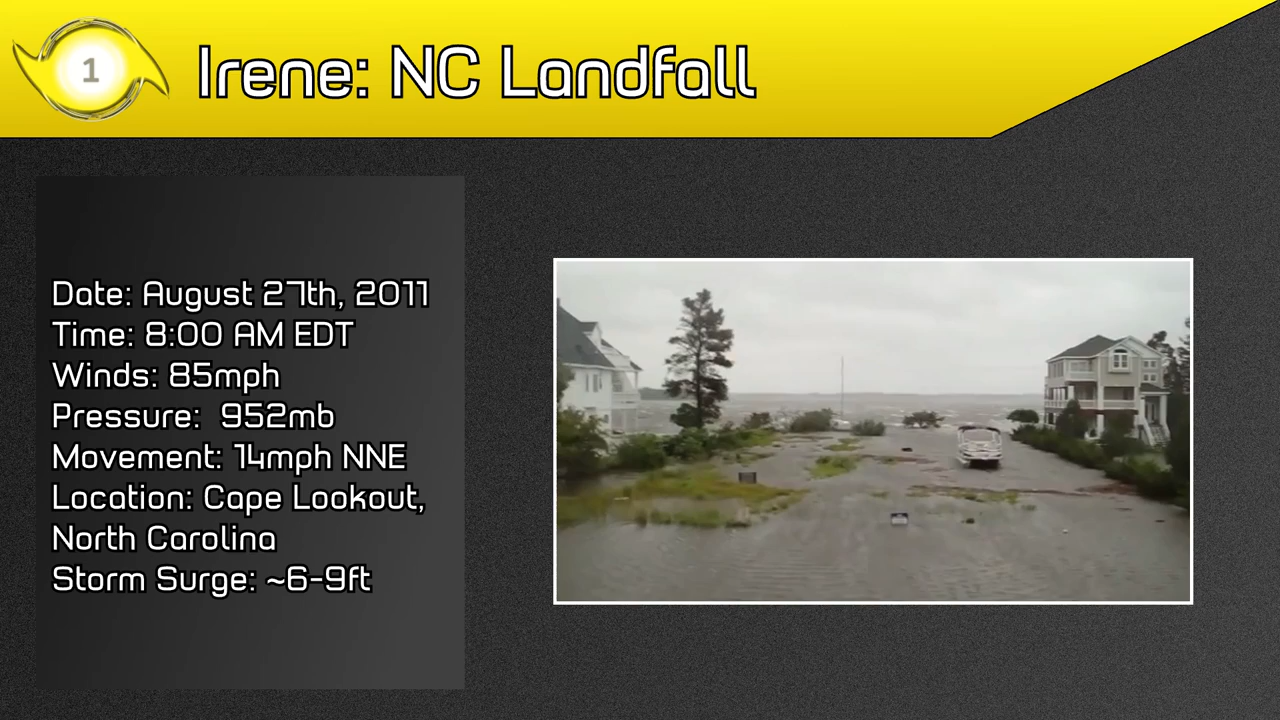 1
Irene: NC Landfall
Date: August 27th, 2011
Time: 8:00 AM EDT
Winds: 85mph
Pressure:  952mb
Movement: 14mph NNE
Location: Cape Lookout,
North Carolina
Storm Surge: ~6-9ft